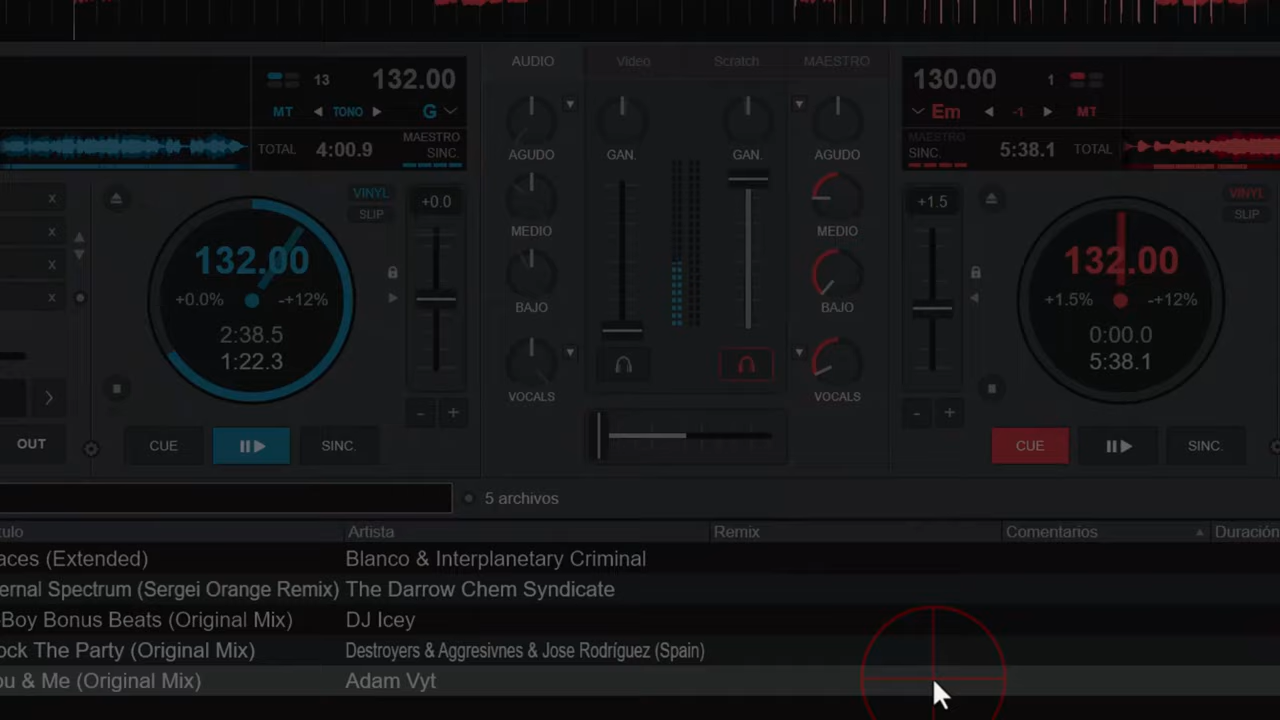 AUDIO Video Scratch MAESTRO
13 132.00
MT TONO G
TOTAL 4:00.9 MAESTRO SINC.
130.00 1
Em -1 MT
MAESTRO SINC. 5:38.1 TOTAL
AGUDO GAN. GAN. AGUDO
x
x
x
x
VINYL
SLIP
+0.0
132.00
+0.0% -+12%
2:38.5
1:22.3
MEDIO MEDIO
BAJO BAJO
VOCALS VOCALS
+1.5
VINYL
SLIP
132.00
+1.5% -+12%
0:00.0
5:38.1
- +
- +
OUT CUE SINC.
CUE SINC.
5 archivos
tulo Artista Remix Comentarios Duración
aces (Extended) Blanco & Interplanetary Criminal
ernal Spectrum (Sergei Orange Remix) The Darrow Chem Syndicate
-Boy Bonus Beats (Original Mix) DJ Icey
ock The Party (Original Mix) Destroyers & Aggresivnes & Jose Rodríguez (Spain)
ou & Me (Original Mix) Adam Vyt